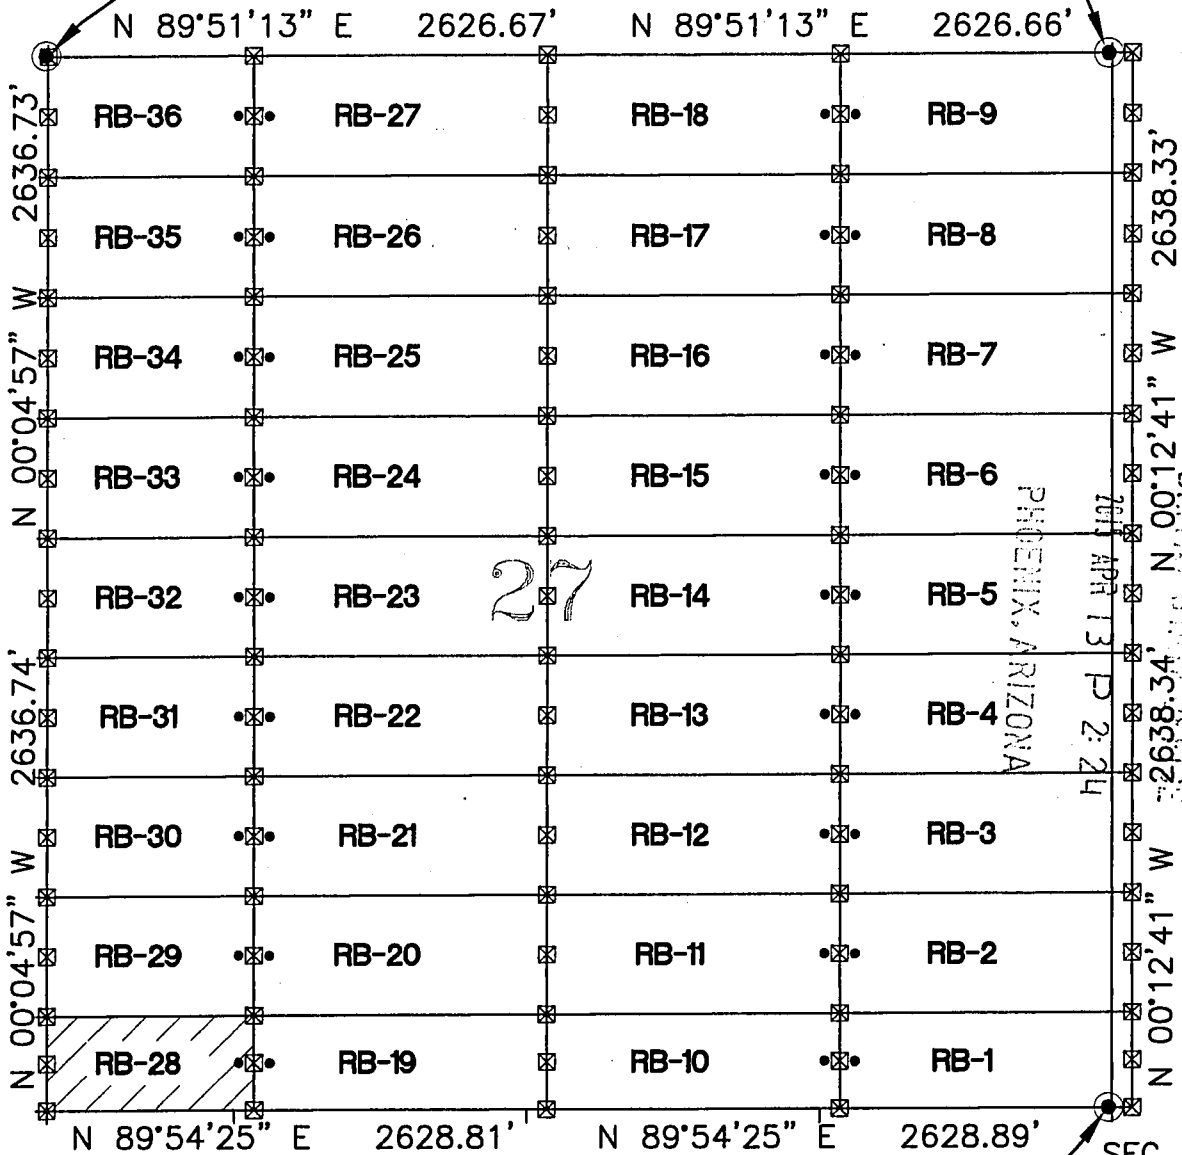 N 89°51'13" E 2626.67' N 89°51'13" E 2626.66'
RB-36 RB-27 RB-18 RB-9
RB-35 RB-26 RB-17 RB-8
RB-34 RB-25 RB-16 RB-7
RB-33 RB-24 RB-15 RB-6
RB-32 RB-23 27 RB-14 RB-5
RB-31 RB-22 RB-13 RB-4
RB-30 RB-21 RB-12 RB-3
RB-29 RB-20 RB-11 RB-2
RB-28 RB-19 RB-10 RB-1
N 89°54'25" E 2628.81' N 89°54'25" E 2628.89'
SEC
N 00°04'57" W 2636.73'
N 00°04'57" W 2636.74'
N 00°12'41" W 2638.33'
N 00°12'41" W 2638.34'
APR 13 P 2:24
PHOENIX, ARIZONA